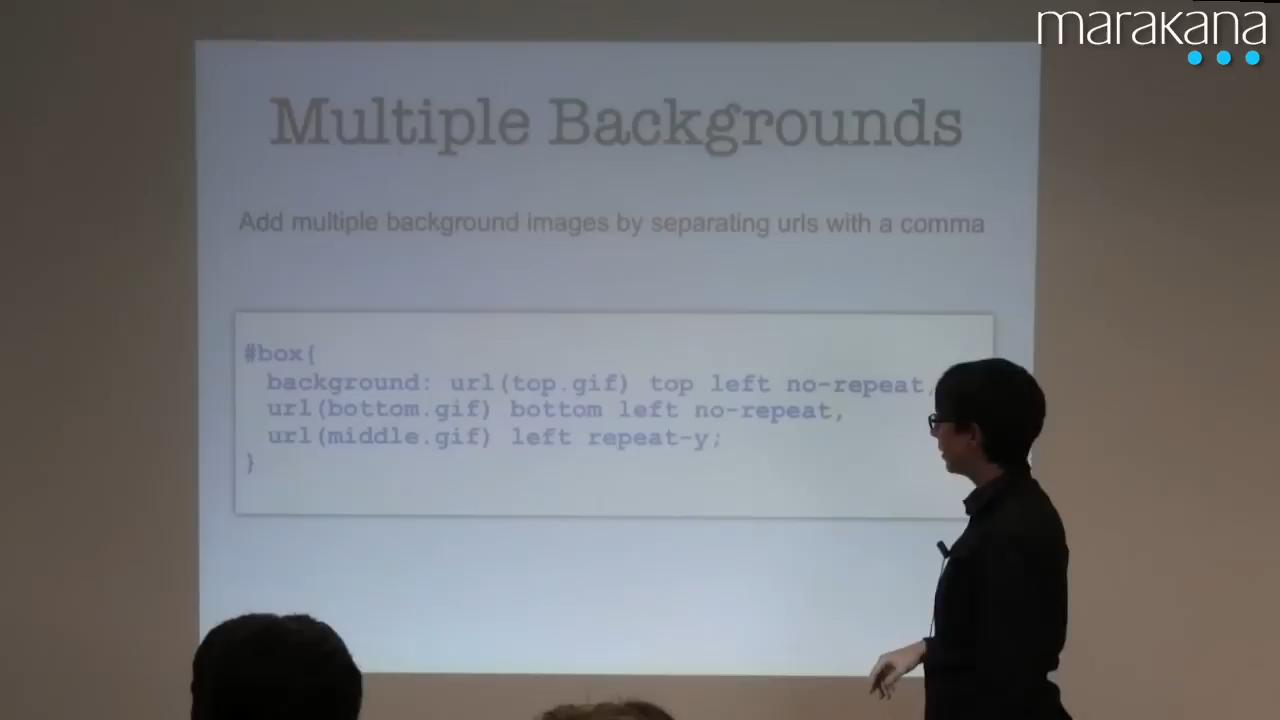 marakana
Multiple Backgrounds
Add multiple background images by separating urls with a comma
#box{
background: url(top.gif) top left no-repeat,
url(bottom.gif) bottom left no-repeat,
url(middle.gif) left repeat-y;
}